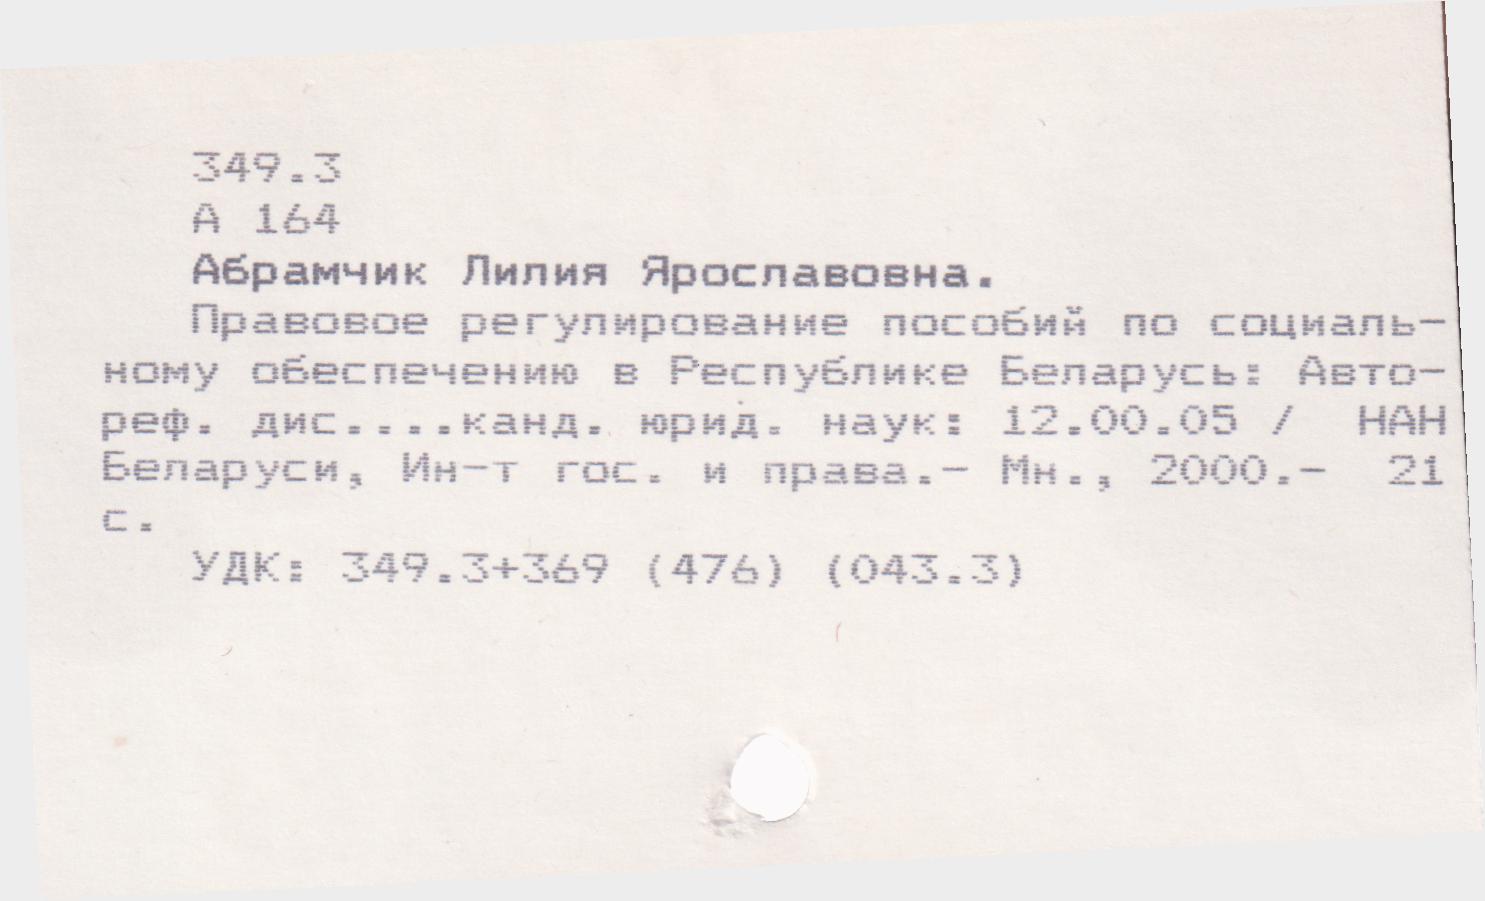 349.3
А 164
Абрамчик Лилия Ярославовна.
Правовое регулирование пособий по социаль-
ному обеспечению в Республике Беларусь: Авто-
реф. дис....канд. юрид. наук: 12.00.05 / НАН
Беларуси, Ин-т гос. и права.- Мн., 2000.- 21
с.
УДК: 349.3+369 (476) (043.3)